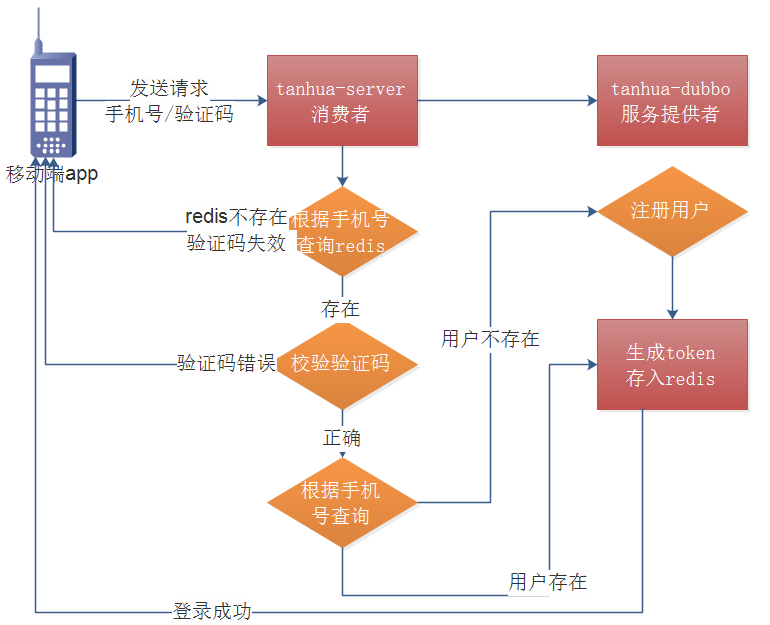 发送请求
手机号/验证码
tanhua-server
消费者
tanhua-dubbo
服务提供者
移动端app
redis不存在
验证码失效
根据手机号
查询redis
注册用户
存在
用户不存在
验证码错误
校验验证码
生成token
存入redis
正确
根据手机
号查询
用户存在
登录成功